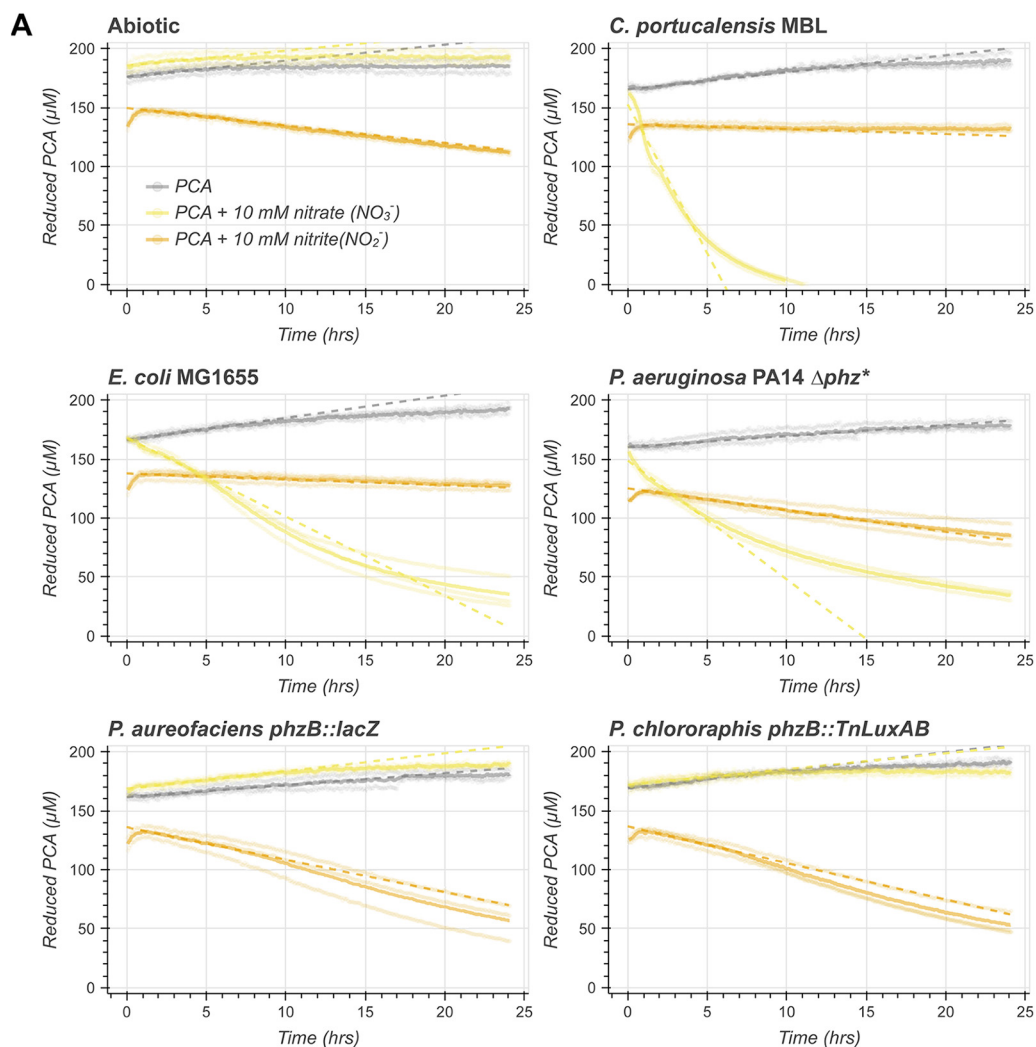 A
Abiotic
Reduced PCA (µM)
200
150
100
50
0
PCA
PCA + 10 mM nitrate (NO₃⁻)
PCA + 10 mM nitrite(NO₂⁻)
0 5 10 15 20 25
Time (hrs)
C. portucalensis MBL
Reduced PCA (µM)
200
150
100
50
0
0 5 10 15 20 25
Time (hrs)
E. coli MG1655
Reduced PCA (µM)
200
150
100
50
0
0 5 10 15 20 25
Time (hrs)
P. aeruginosa PA14 Δphz*
Reduced PCA (µM)
200
150
100
50
0
0 5 10 15 20 25
Time (hrs)
P. aureofaciens phzB::lacZ
Reduced PCA (µM)
200
150
100
50
0
0 5 10 15 20 25
Time (hrs)
P. chlororaphis phzB::TnLuxAB
Reduced PCA (µM)
200
150
100
50
0
0 5 10 15 20 25
Time (hrs)